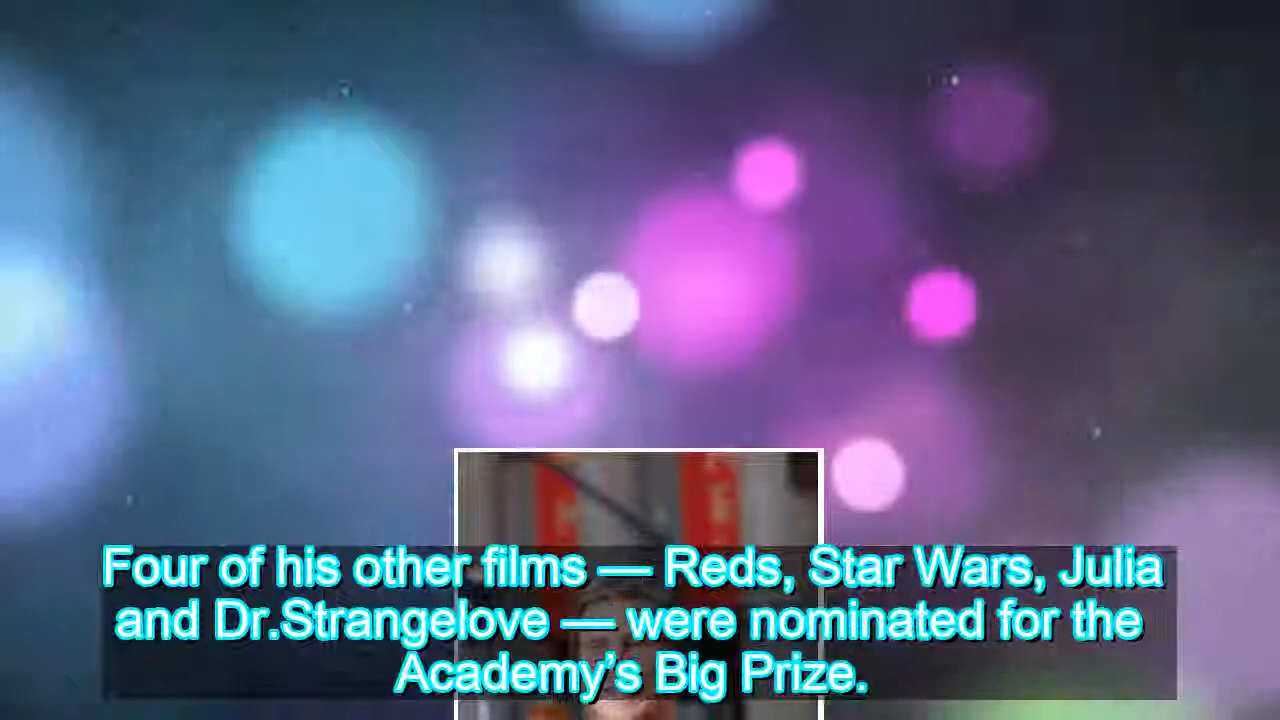 Four of his other films — Reds, Star Wars, Julia
and Dr.Strangelove — were nominated for the
Academy’s Big Prize.